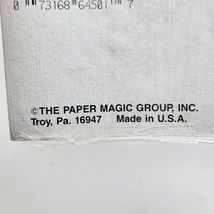 0 73168 64501 7
©THE PAPER MAGIC GROUP, INC.
Troy, Pa. 16947 Made in U.S.A.